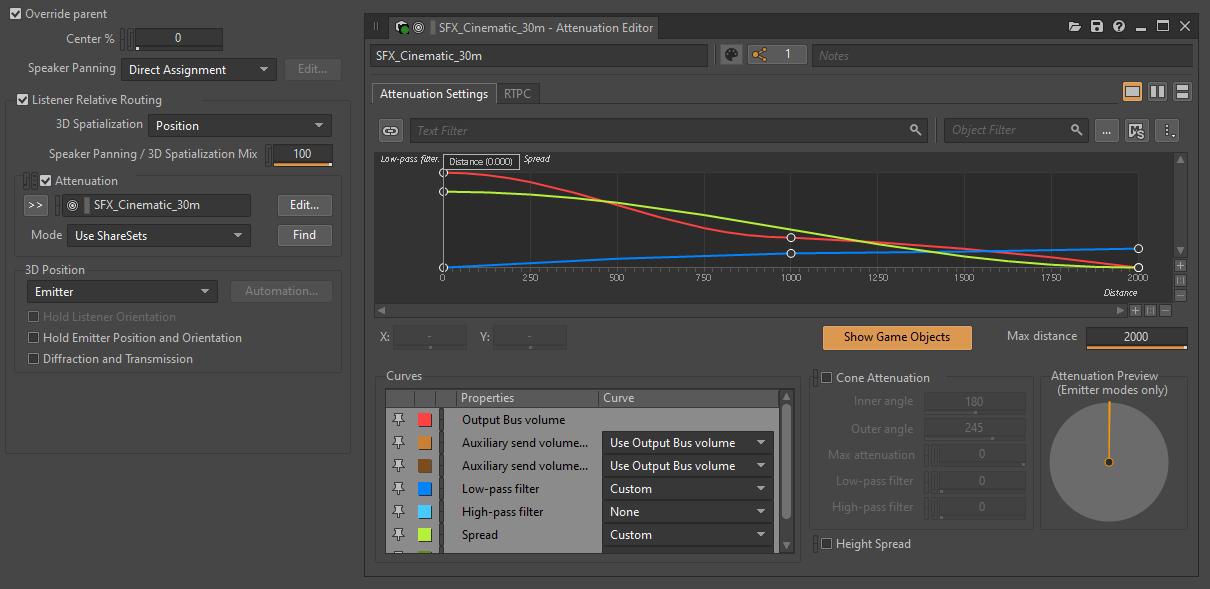 Override parent
Center % 0
Speaker Panning Direct Assignment Edit...
Listener Relative Routing
3D Spatialization Position
Speaker Panning / 3D Spatialization Mix 100
Attenuation
>> SFX_Cinematic_30m Edit...
Mode Use ShareSets Find
3D Position
Emitter Automation...
Hold Listener Orientation
Hold Emitter Position and Orientation
Diffraction and Transmission
SFX_Cinematic_30m - Attenuation Editor
SFX_Cinematic_30m 1 Notes
Attenuation Settings RTPC
Text Filter Object Filter ...
Low-pass filter. Distance (0.000) Spread
0 250 500 750 1000 1250 1500 1750 2000
Distance
X: - Y: - Show Game Objects Max distance 2000
Curves
Properties Curve
Output Bus volume
Auxiliary send volume... Use Output Bus volume
Auxiliary send volume... Use Output Bus volume
Low-pass filter Custom
High-pass filter None
Spread Custom
Cone Attenuation
Inner angle 180
Outer angle 245
Max attenuation 0
Low-pass filter 0
High-pass filter 0
Height Spread
Attenuation Preview
(Emitter modes only)